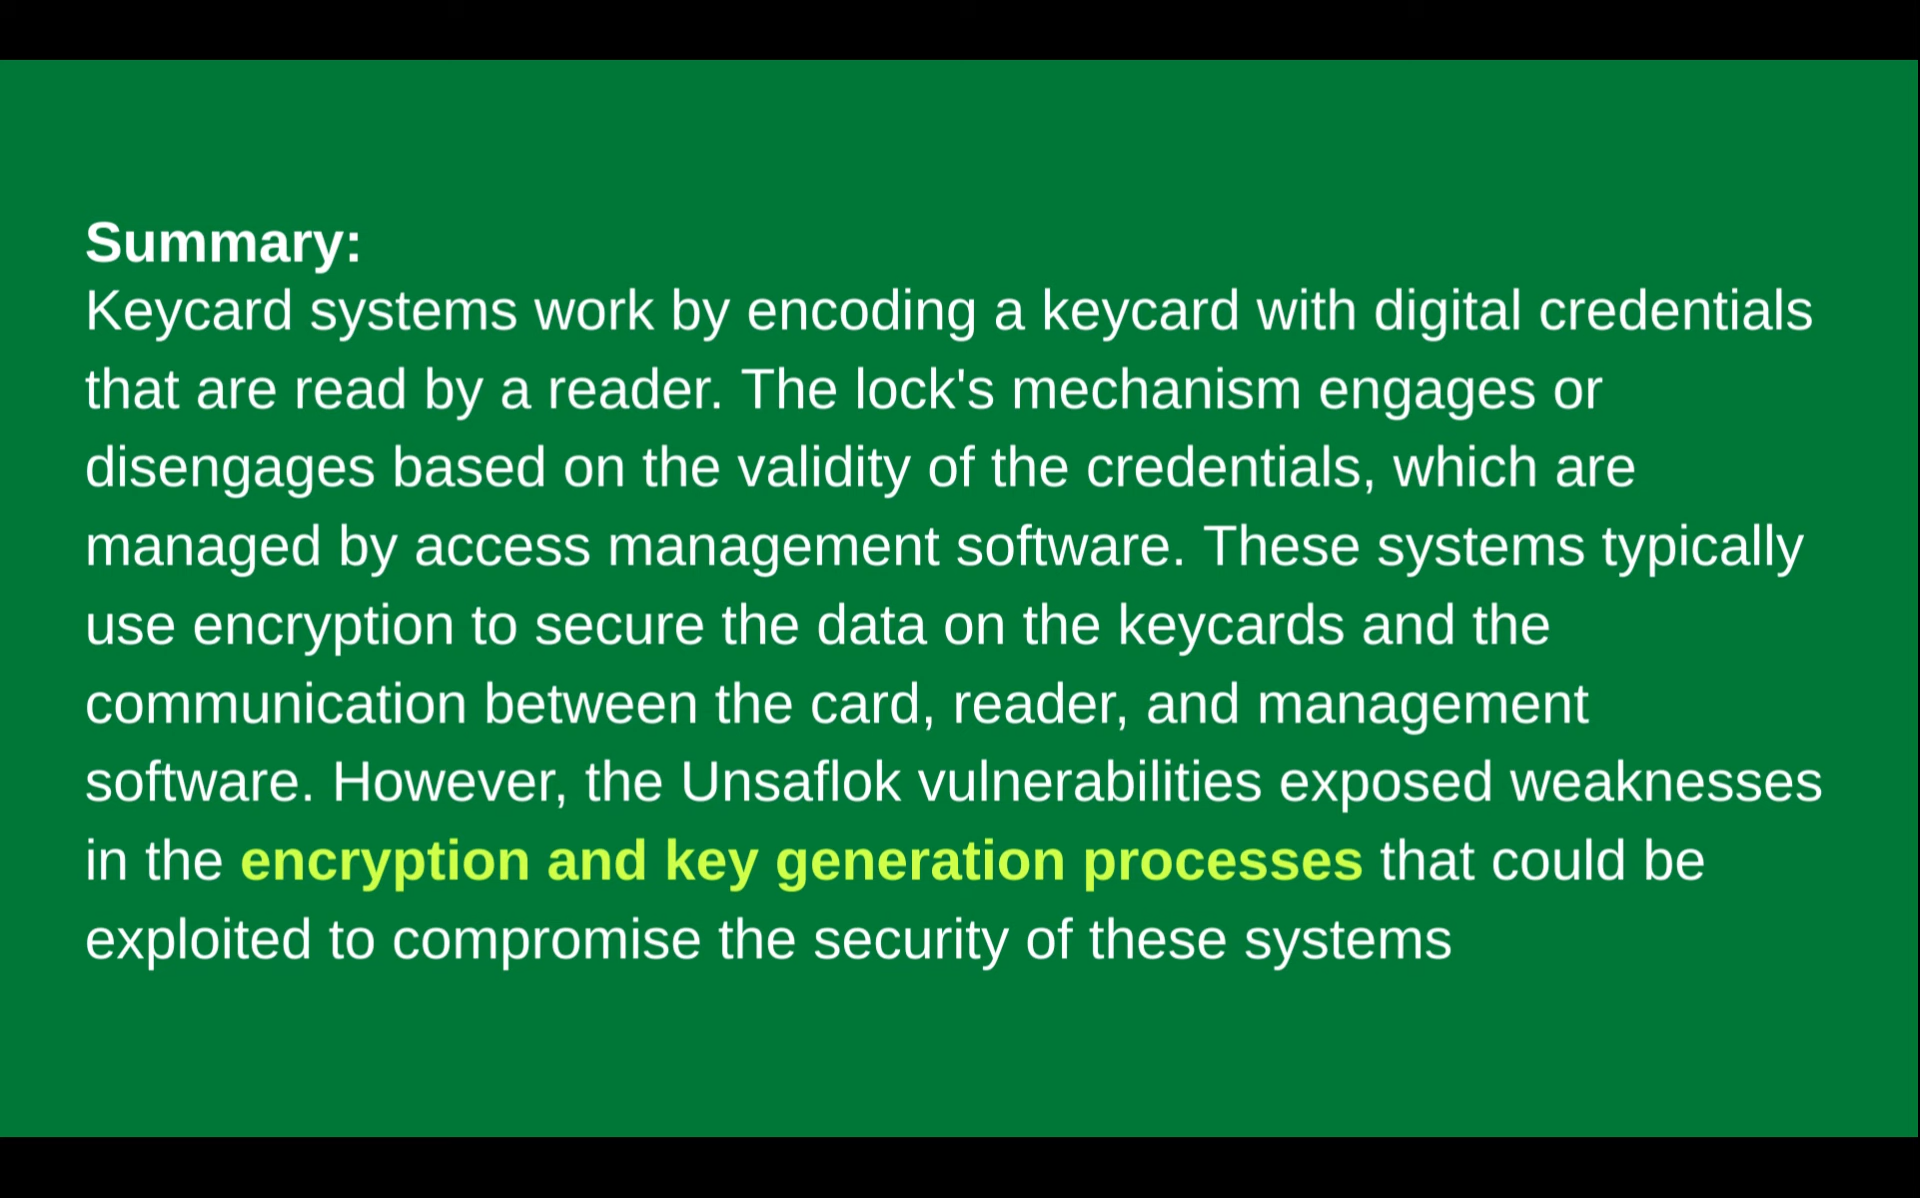 Summary:
Keycard systems work by encoding a keycard with digital credentials
that are read by a reader. The lock's mechanism engages or
disengages based on the validity of the credentials, which are
managed by access management software. These systems typically
use encryption to secure the data on the keycards and the
communication between the card, reader, and management
software. However, the Unsaflok vulnerabilities exposed weaknesses
in the encryption and key generation processes that could be
exploited to compromise the security of these systems